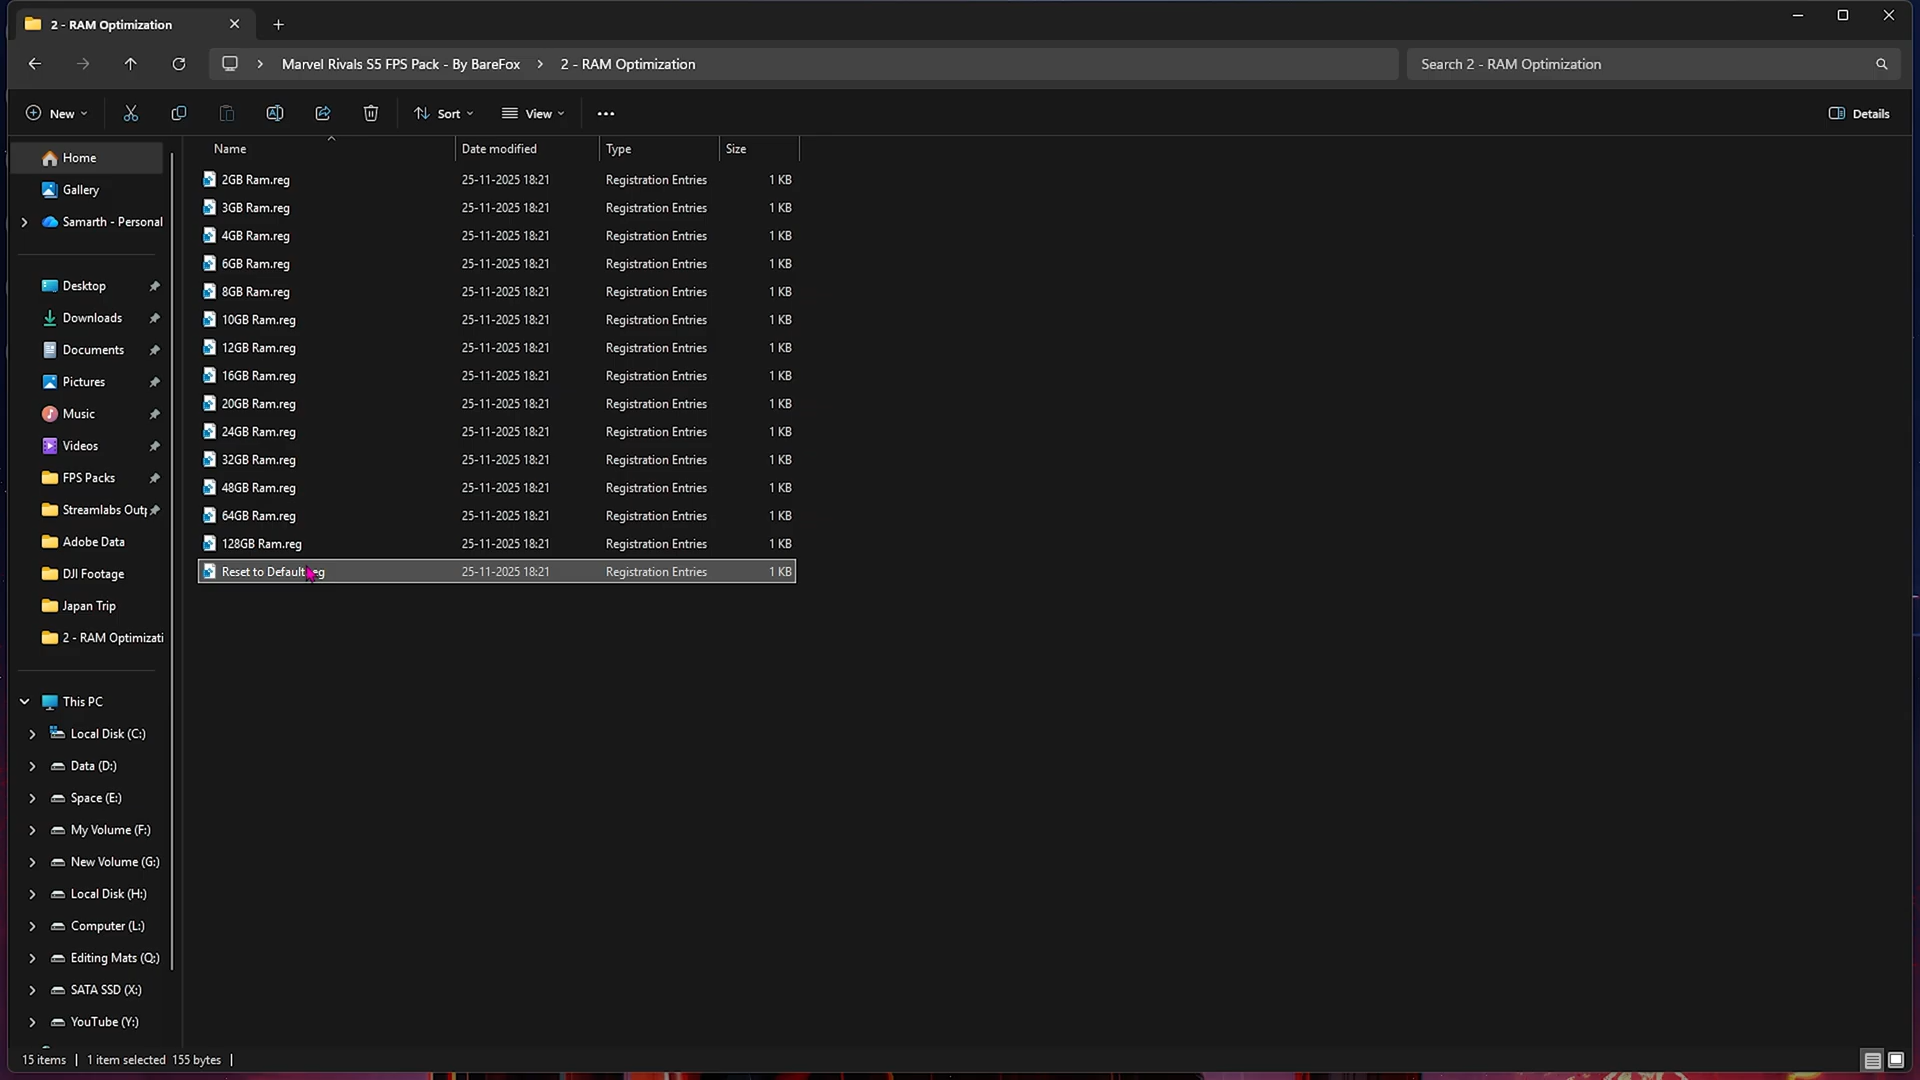 2 - RAM Optimization
Marvel Rivals S5 FPS Pack - By BareFox > 2 - RAM Optimization
Search 2 - RAM Optimization
New
Sort
View
Details
Home
Gallery
Samarth - Personal
Desktop
Downloads
Documents
Pictures
Music
Videos
FPS Packs
Streamlabs Outp
Adobe Data
DJI Footage
Japan Trip
2 - RAM Optimizati
This PC
Local Disk (C:)
Data (D:)
Space (E:)
My Volume (F:)
New Volume (G:)
Local Disk (H:)
Computer (L:)
Editing Mats (Q:)
SATA SSD (X:)
YouTube (Y:)
Name Date modified Type Size
2GB Ram.reg 25-11-2025 18:21 Registration Entries 1 KB
3GB Ram.reg 25-11-2025 18:21 Registration Entries 1 KB
4GB Ram.reg 25-11-2025 18:21 Registration Entries 1 KB
6GB Ram.reg 25-11-2025 18:21 Registration Entries 1 KB
8GB Ram.reg 25-11-2025 18:21 Registration Entries 1 KB
10GB Ram.reg 25-11-2025 18:21 Registration Entries 1 KB
12GB Ram.reg 25-11-2025 18:21 Registration Entries 1 KB
16GB Ram.reg 25-11-2025 18:21 Registration Entries 1 KB
20GB Ram.reg 25-11-2025 18:21 Registration Entries 1 KB
24GB Ram.reg 25-11-2025 18:21 Registration Entries 1 KB
32GB Ram.reg 25-11-2025 18:21 Registration Entries 1 KB
48GB Ram.reg 25-11-2025 18:21 Registration Entries 1 KB
64GB Ram.reg 25-11-2025 18:21 Registration Entries 1 KB
128GB Ram.reg 25-11-2025 18:21 Registration Entries 1 KB
Reset to Default.reg 25-11-2025 18:21 Registration Entries 1 KB
15 items | 1 item selected 155 bytes |